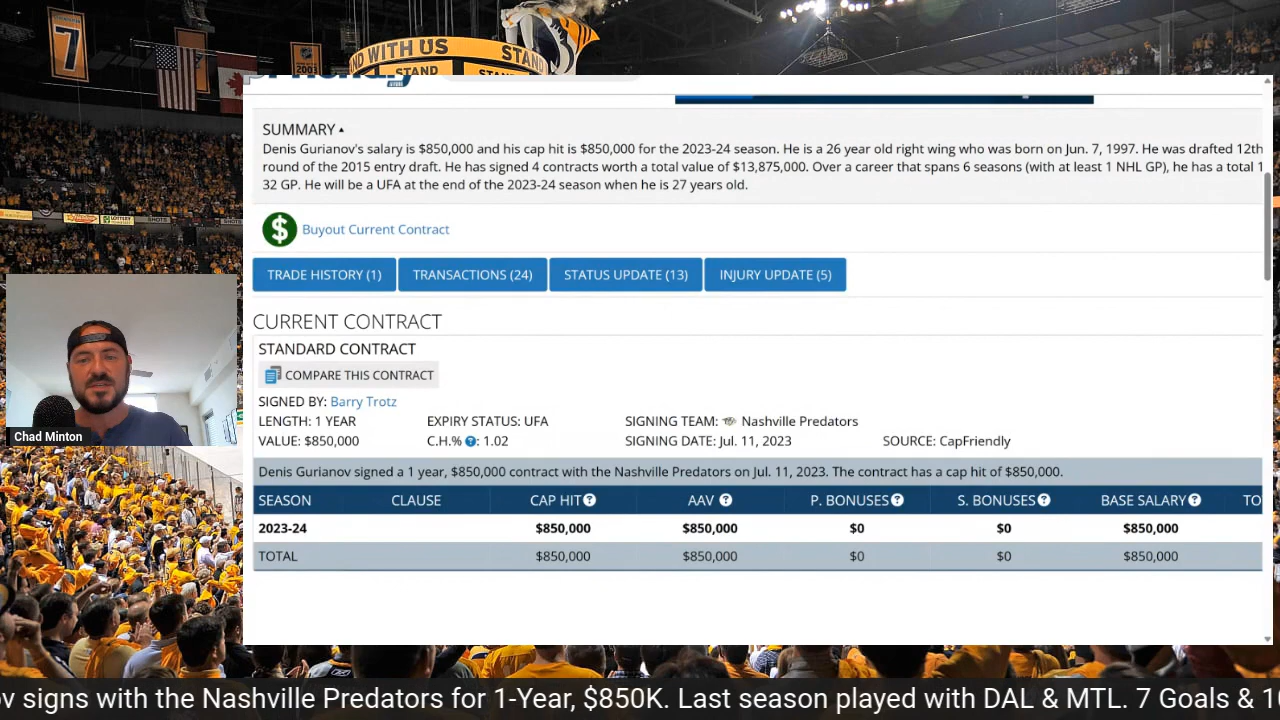 7
2003
AND WITH US
STAND
STAND
SUMMARY
Denis Gurianov's salary is $850,000 and his cap hit is $850,000 for the 2023-24 season. He is a 26 year old right wing who was born on Jun. 7, 1997. He was drafted 12th
round of the 2015 entry draft. He has signed 4 contracts worth a total value of $13,875,000. Over a career that spans 6 seasons (with at least 1 NHL GP), he has a total 1
32 GP. He will be a UFA at the end of the 2023-24 season when he is 27 years old.
$ Buyout Current Contract
TRADE HISTORY (1) TRANSACTIONS (24) STATUS UPDATE (13) INJURY UPDATE (5)
CURRENT CONTRACT
STANDARD CONTRACT
COMPARE THIS CONTRACT
SIGNED BY: Barry Trotz
LENGTH: 1 YEAR EXPIRY STATUS: UFA SIGNING TEAM: Nashville Predators
VALUE: $850,000 C.H.% ?: 1.02 SIGNING DATE: Jul. 11, 2023 SOURCE: CapFriendly
Denis Gurianov signed a 1 year, $850,000 contract with the Nashville Predators on Jul. 11, 2023. The contract has a cap hit of $850,000.
SEASON CLAUSE CAP HIT ? AAV ? P. BONUSES ? S. BONUSES ? BASE SALARY ? TO
2023-24 $850,000 $850,000 $0 $0 $850,000
TOTAL $850,000 $850,000 $0 $0 $850,000
Chad Minton
ov signs with the Nashville Predators for 1-Year, $850K. Last season played with DAL & MTL. 7 Goals & 1